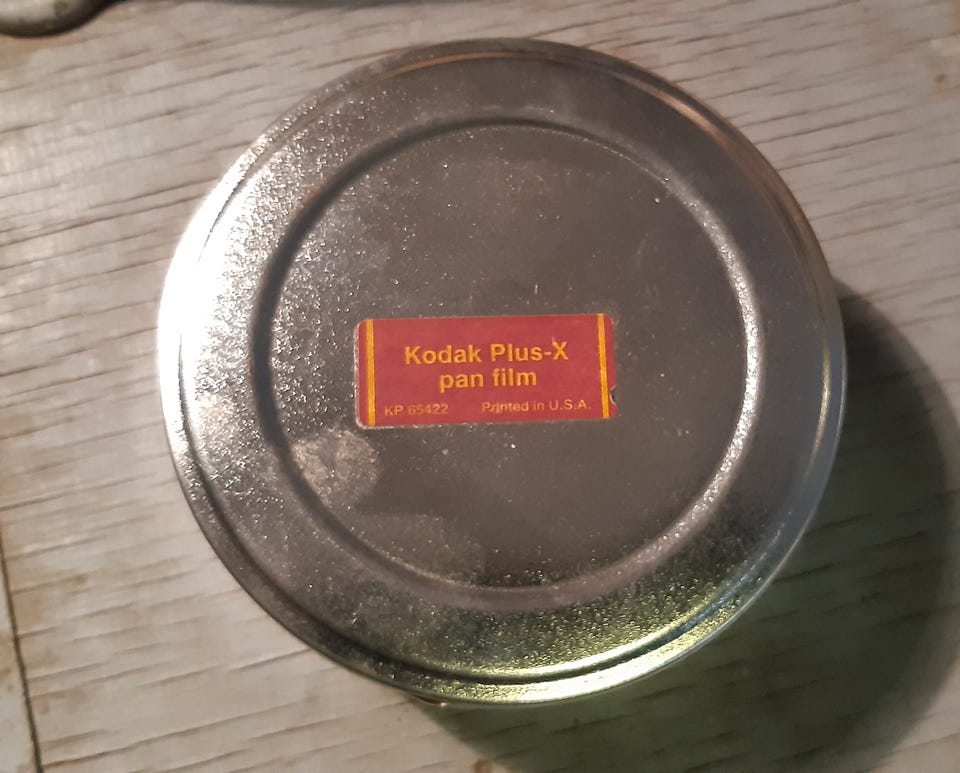 Kodak Plus-X
pan film
KP 65422 Printed in U.S.A.